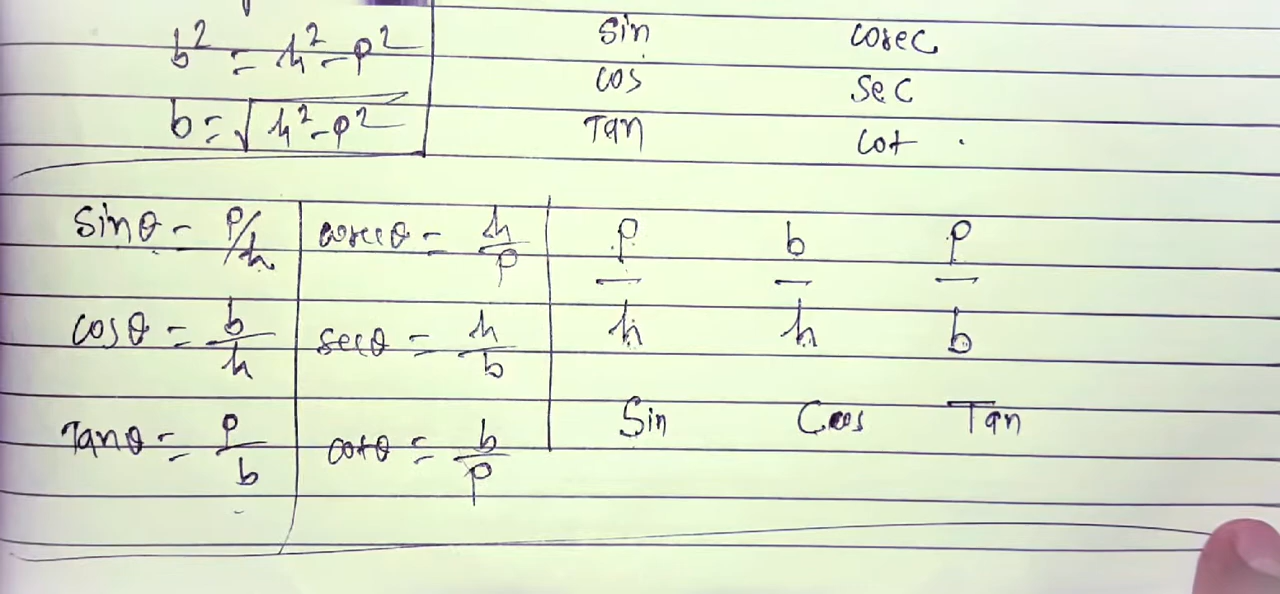 b² = h² - p²
b = √h² - p²
Sin cosec
cos sec
Tan cot .
Sinθ = P/h cosecθ = h/p
cosθ = b/h secθ = h/b
Tanθ = P/b cotθ = b/p
P b P
h h b
Sin Cos Tan